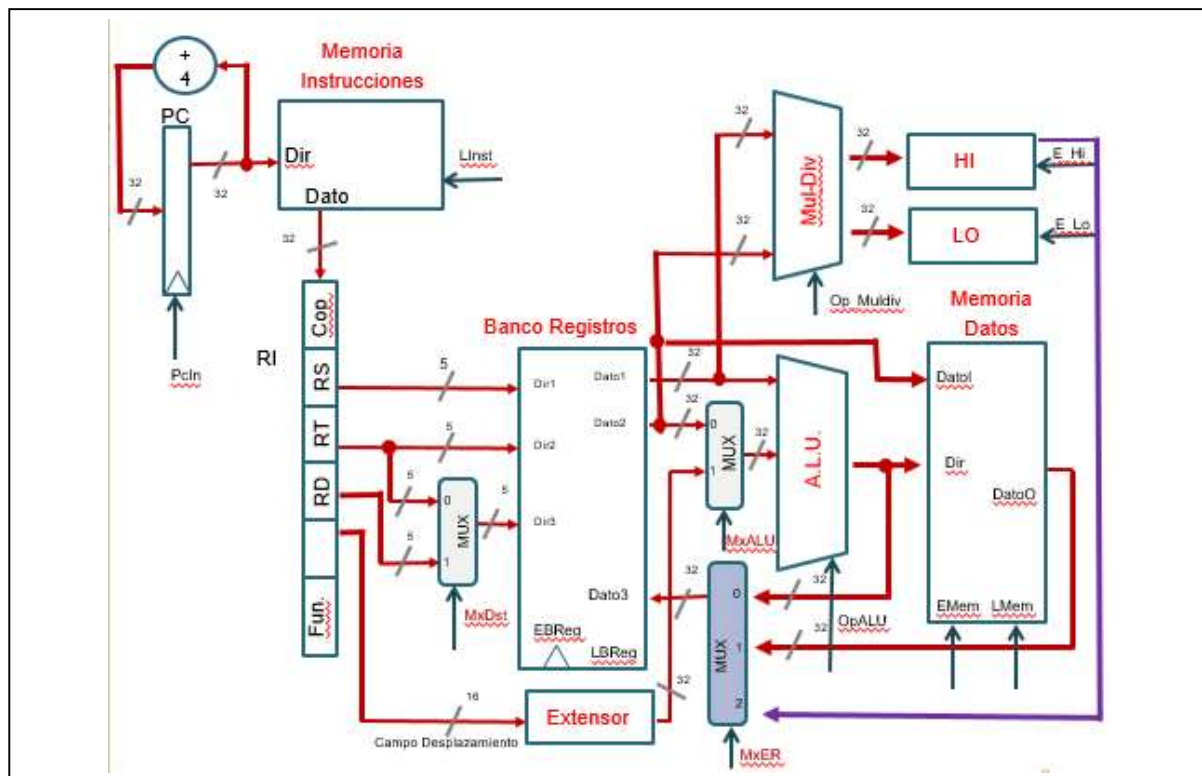 +
4
Memoria
Instrucciones
PC
Dir
LInst
Dato
32
32
32
PcIn
RI
Cop.
RS
RT
RD
Fun.
5
5
5
5
5
0
1
MUX
MxDst
16
Campo Desplazamiento
Banco Registros
Dir1
Dato1
Dato2
Dir2
Dir3
Dato3
EBReg
LBReg
Extensor
32
32
32
32
0
1
MUX
32
MxALU
32
32
Mul-Div
Op_Muldiv
32
32
HI
E_Hi
LO
E_Lo
A.L.U.
OpALU
Memoria
Datos
DatoI
Dir
DatoO
EMem
LMem
32
32
0
1
2
MUX
MxER